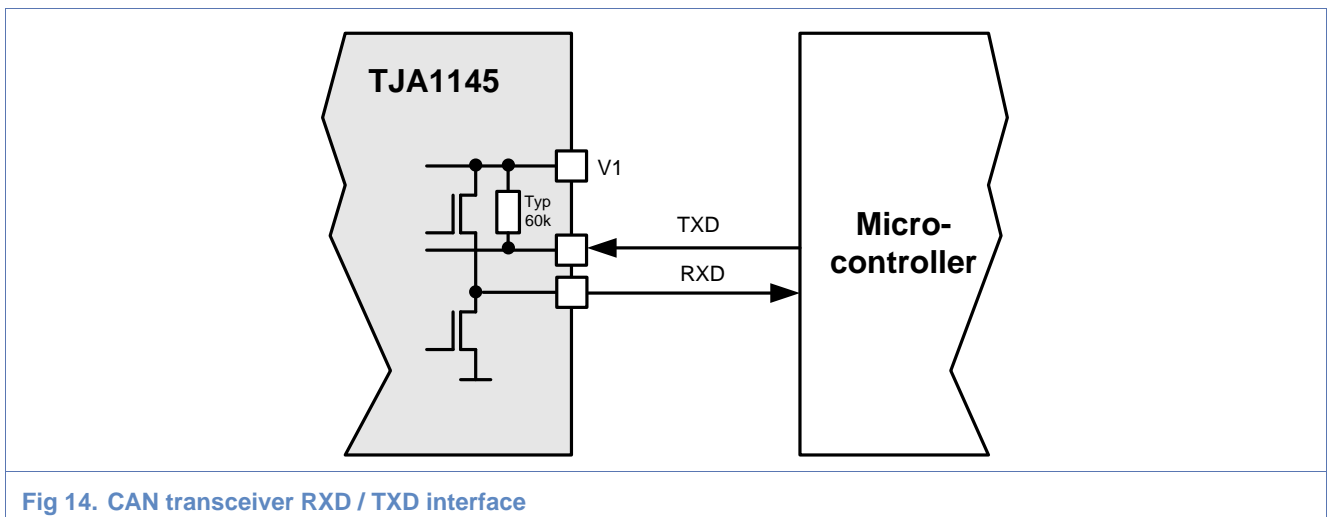 TJA1145
V1
Typ
60k
TXD
Micro-
controller
RXD
Fig 14. CAN transceiver RXD / TXD interface